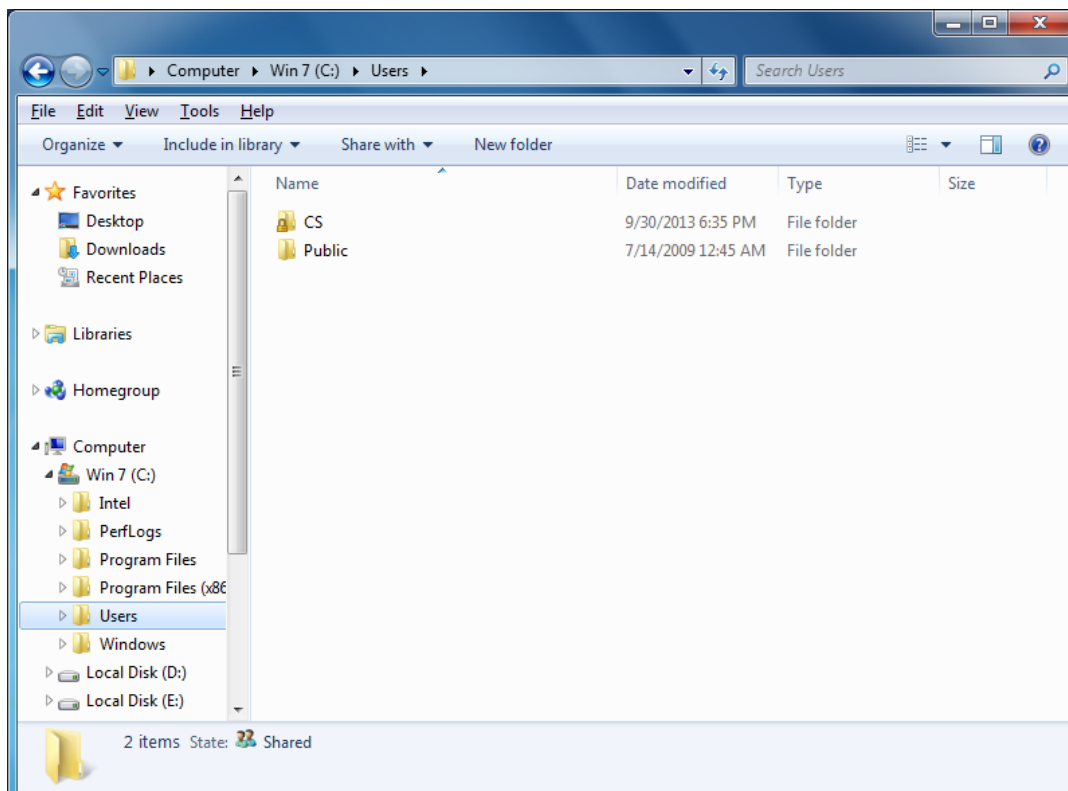 Computer Win 7 (C:) Users
Search Users
File Edit View Tools Help
Organize Include in library Share with New folder
Name Date modified Type Size
CS 9/30/2013 6:35 PM File folder
Public 7/14/2009 12:45 AM File folder
Favorites
Desktop
Downloads
Recent Places
Libraries
Homegroup
Computer
Win 7 (C:)
Intel
PerfLogs
Program Files
Program Files (x86
Users
Windows
Local Disk (D:)
Local Disk (E:)
2 items State: Shared